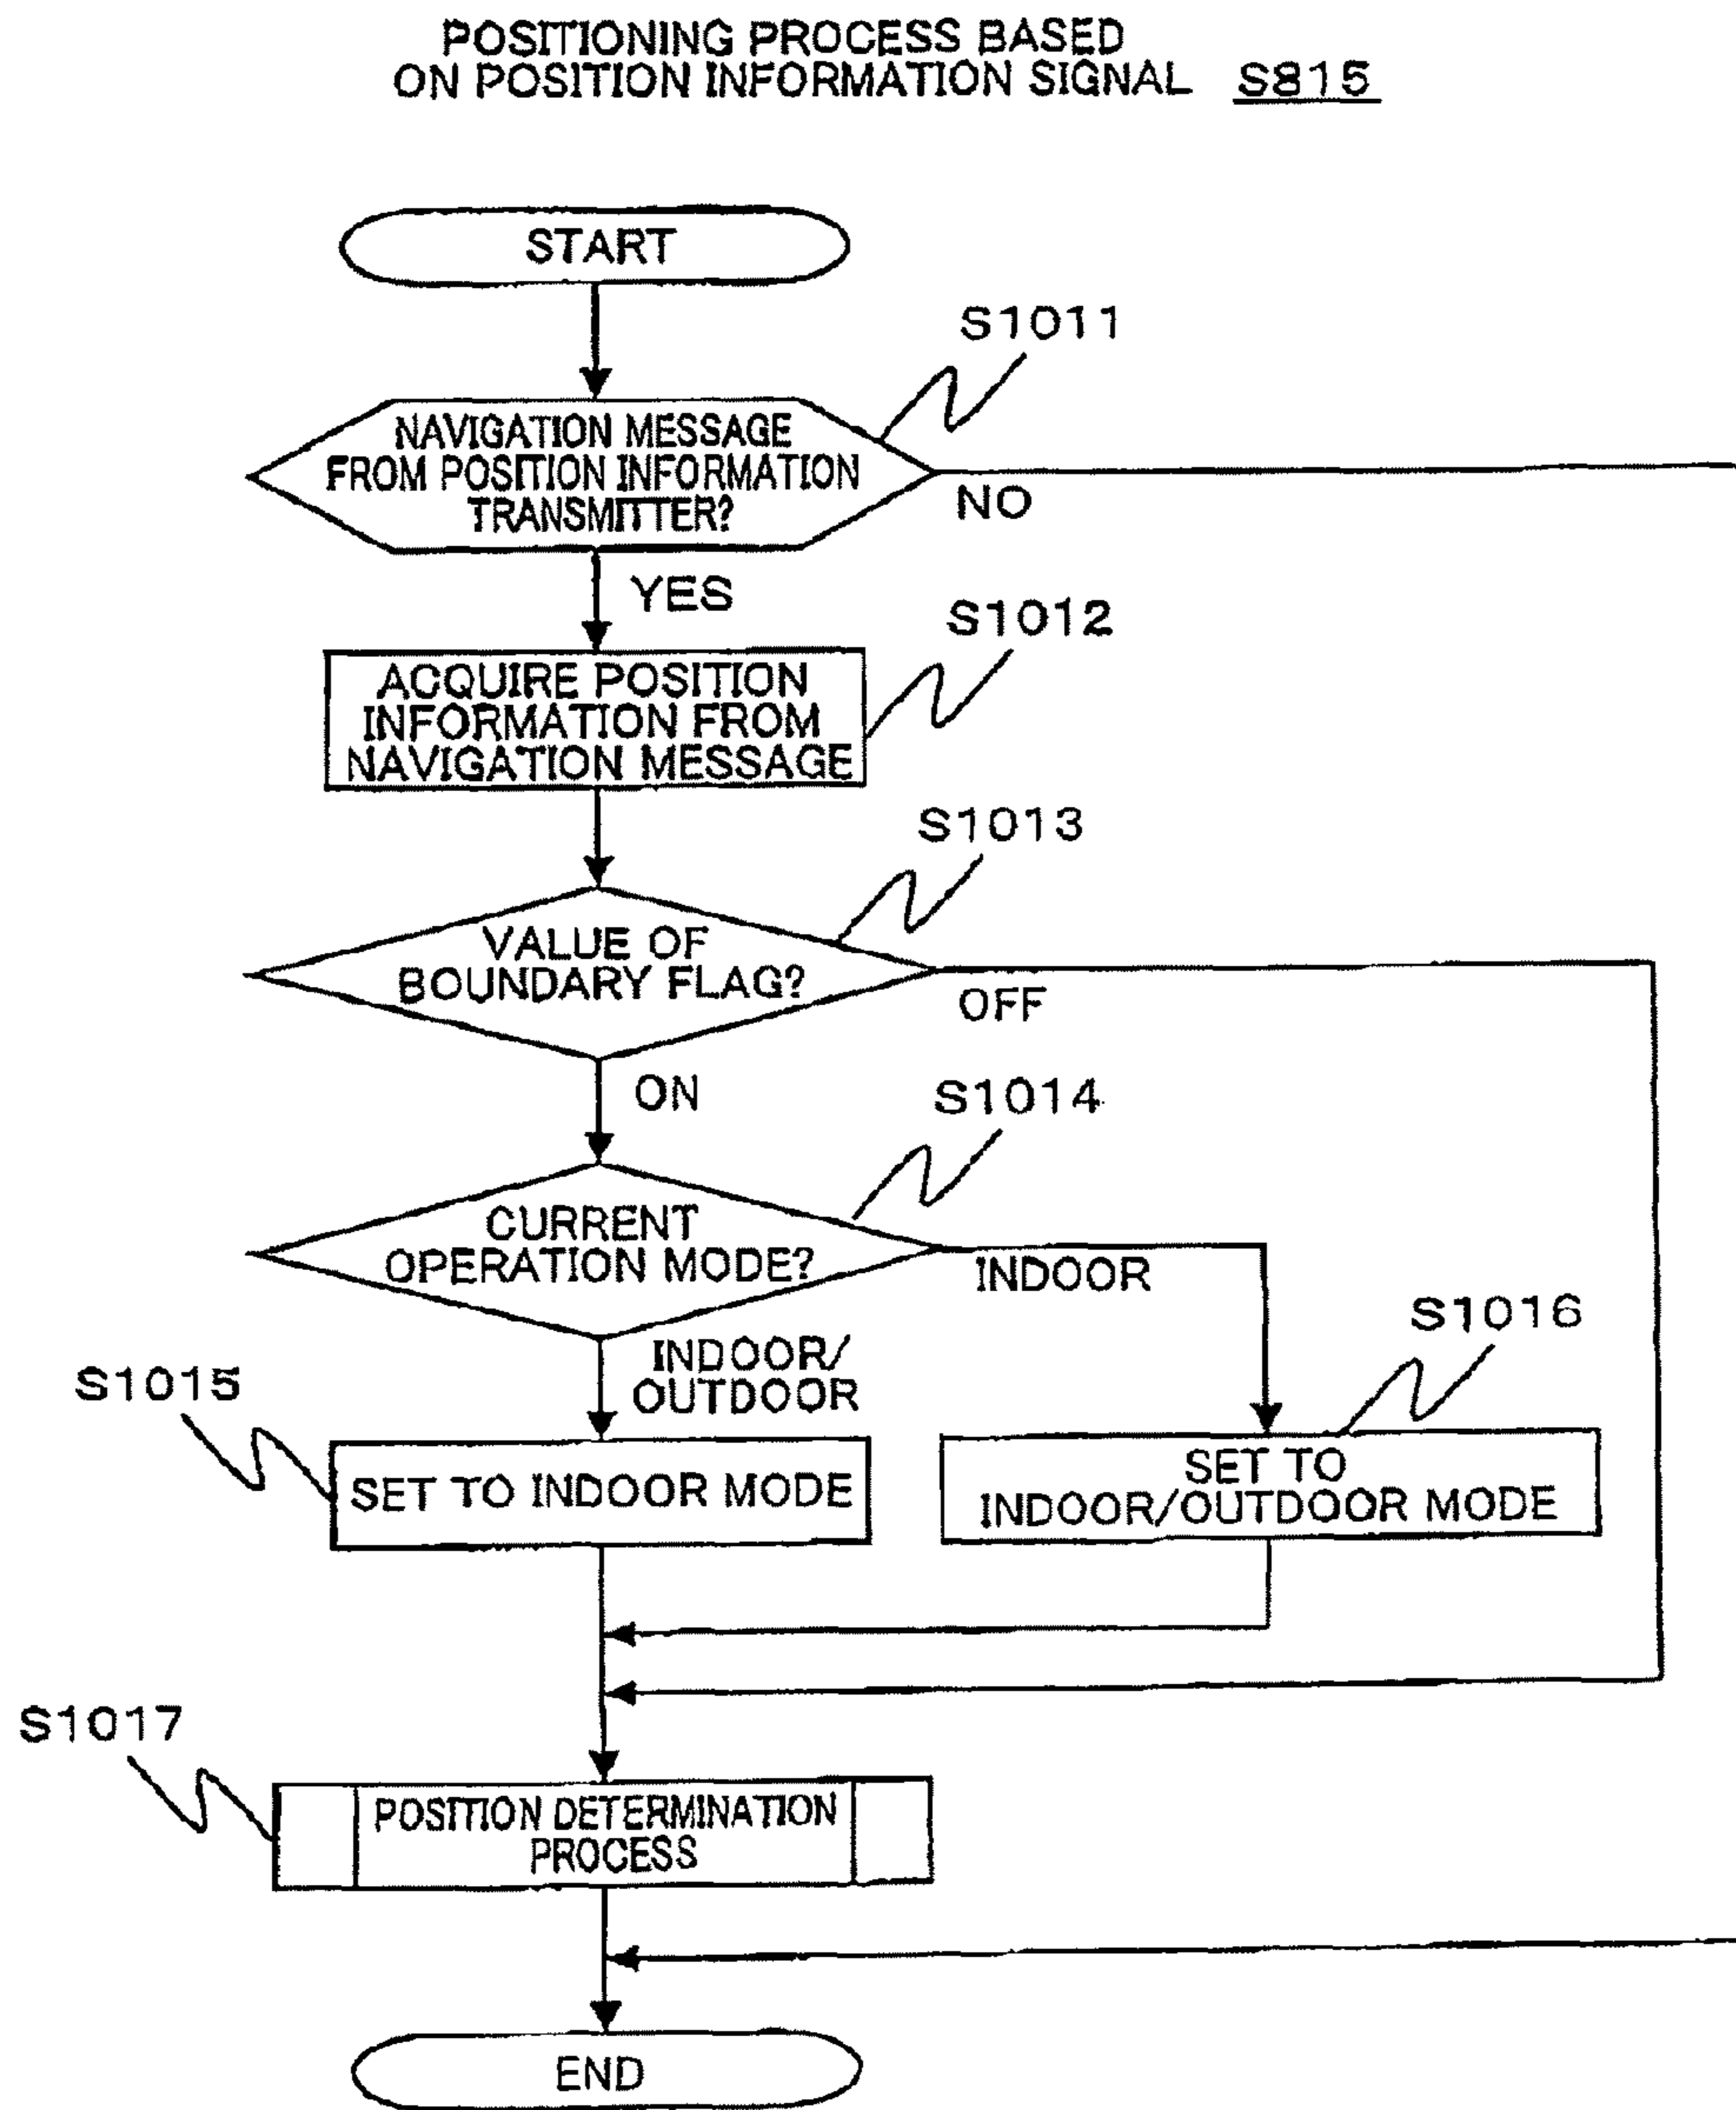 POSITIONING PROCESS BASED
ON POSITION INFORMATION SIGNAL S815
START
S1011
NAVIGATION MESSAGE
FROM POSITION INFORMATION
TRANSMITTER?
NO
YES
S1012
ACQUIRE POSITION
INFORMATION FROM
NAVIGATION MESSAGE
S1013
VALUE OF
BOUNDARY FLAG?
OFF
ON
S1014
CURRENT
OPERATION MODE?
INDOOR
INDOOR/
OUTDOOR
S1015
S1016
SET TO INDOOR MODE
SET TO
INDOOR/OUTDOOR MODE
S1017
POSITION DETERMINATION
PROCESS
END